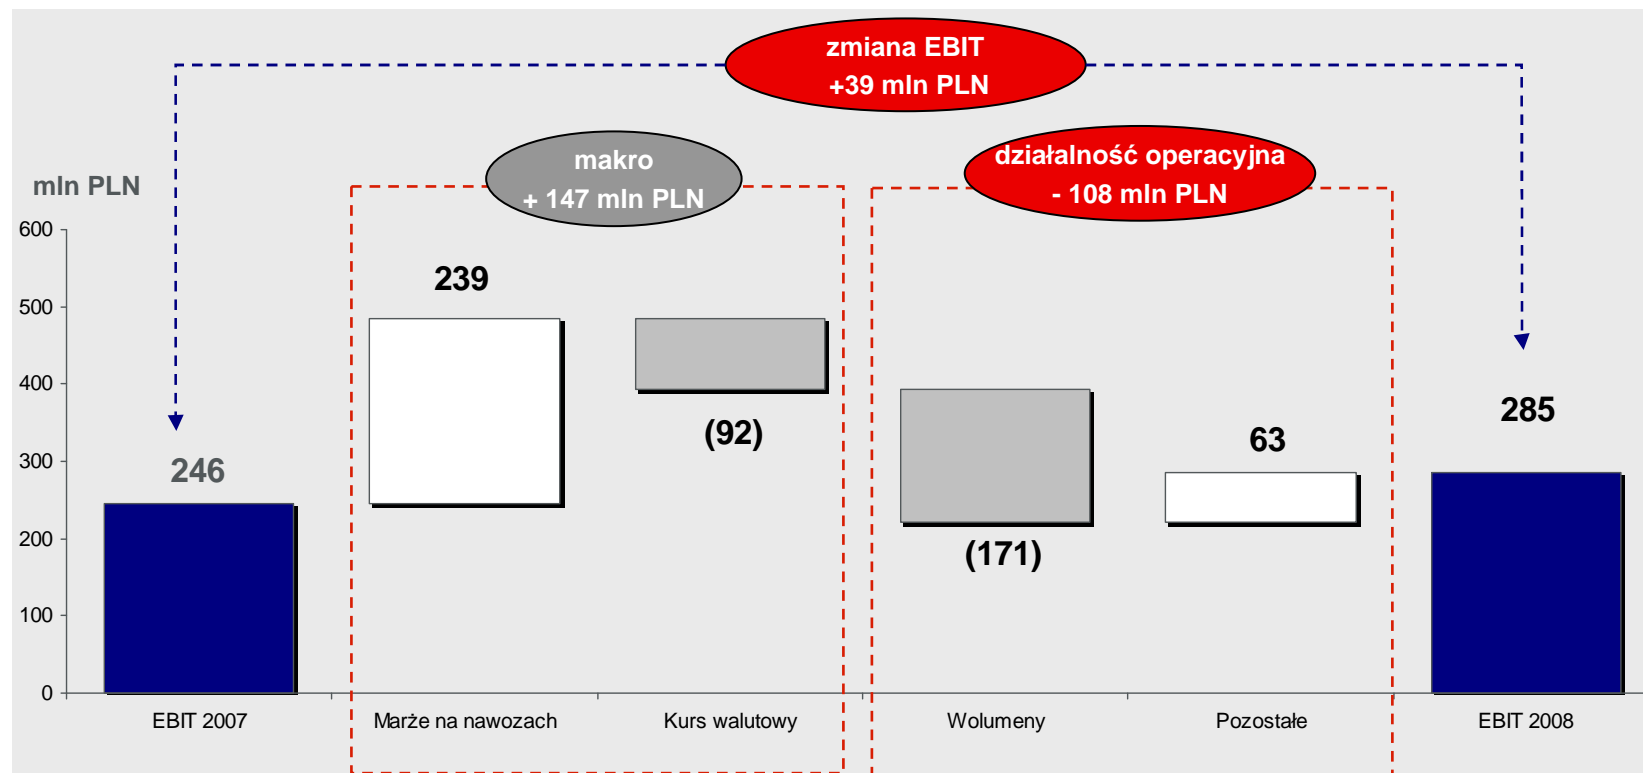 zmiana EBIT
+39 mln PLN
makro
+ 147 mln PLN
działalność operacyjna
- 108 mln PLN
mln PLN
600
500
400
300
200
100
0
246
239
(92)
(171)
63
285
EBIT 2007
Marże na nawozach
Kurs walutowy
Wolumeny
Pozostałe
EBIT 2008